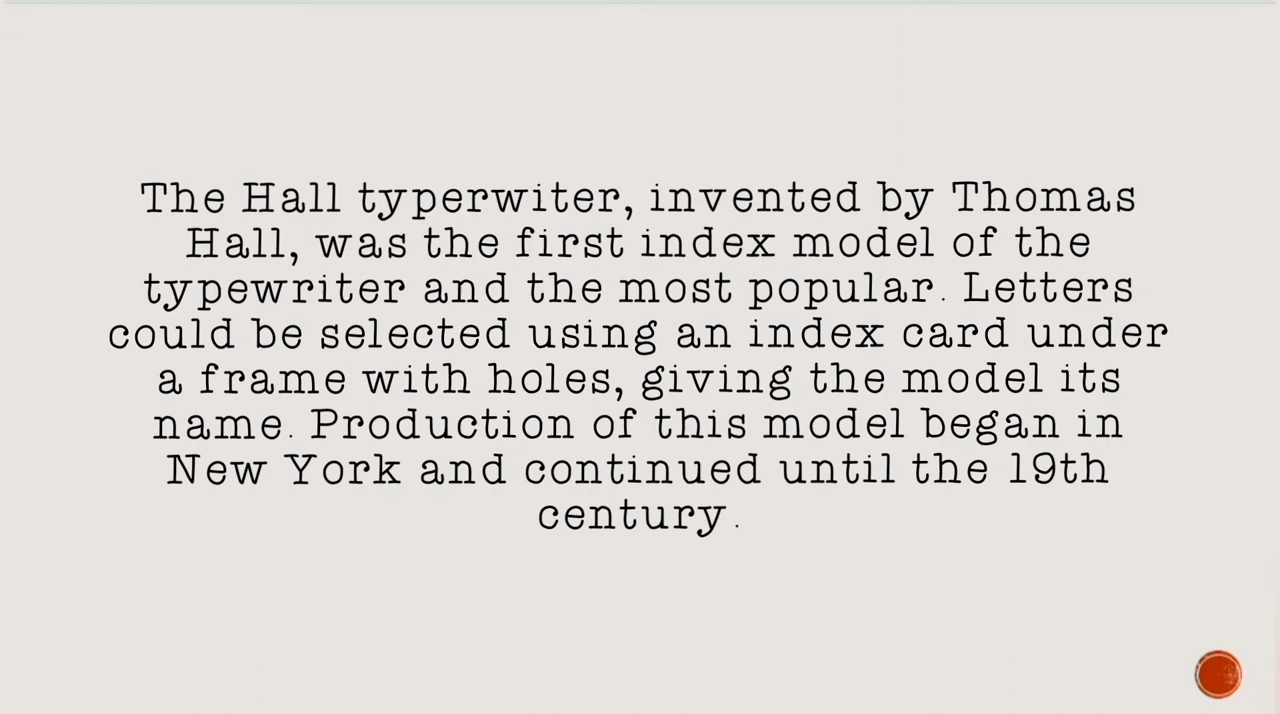 The Hall typerwiter, invented by Thomas
Hall, was the first index model of the
typewriter and the most popular. Letters
could be selected using an index card under
a frame with holes, giving the model its
name. Production of this model began in
New York and continued until the 19th
century.